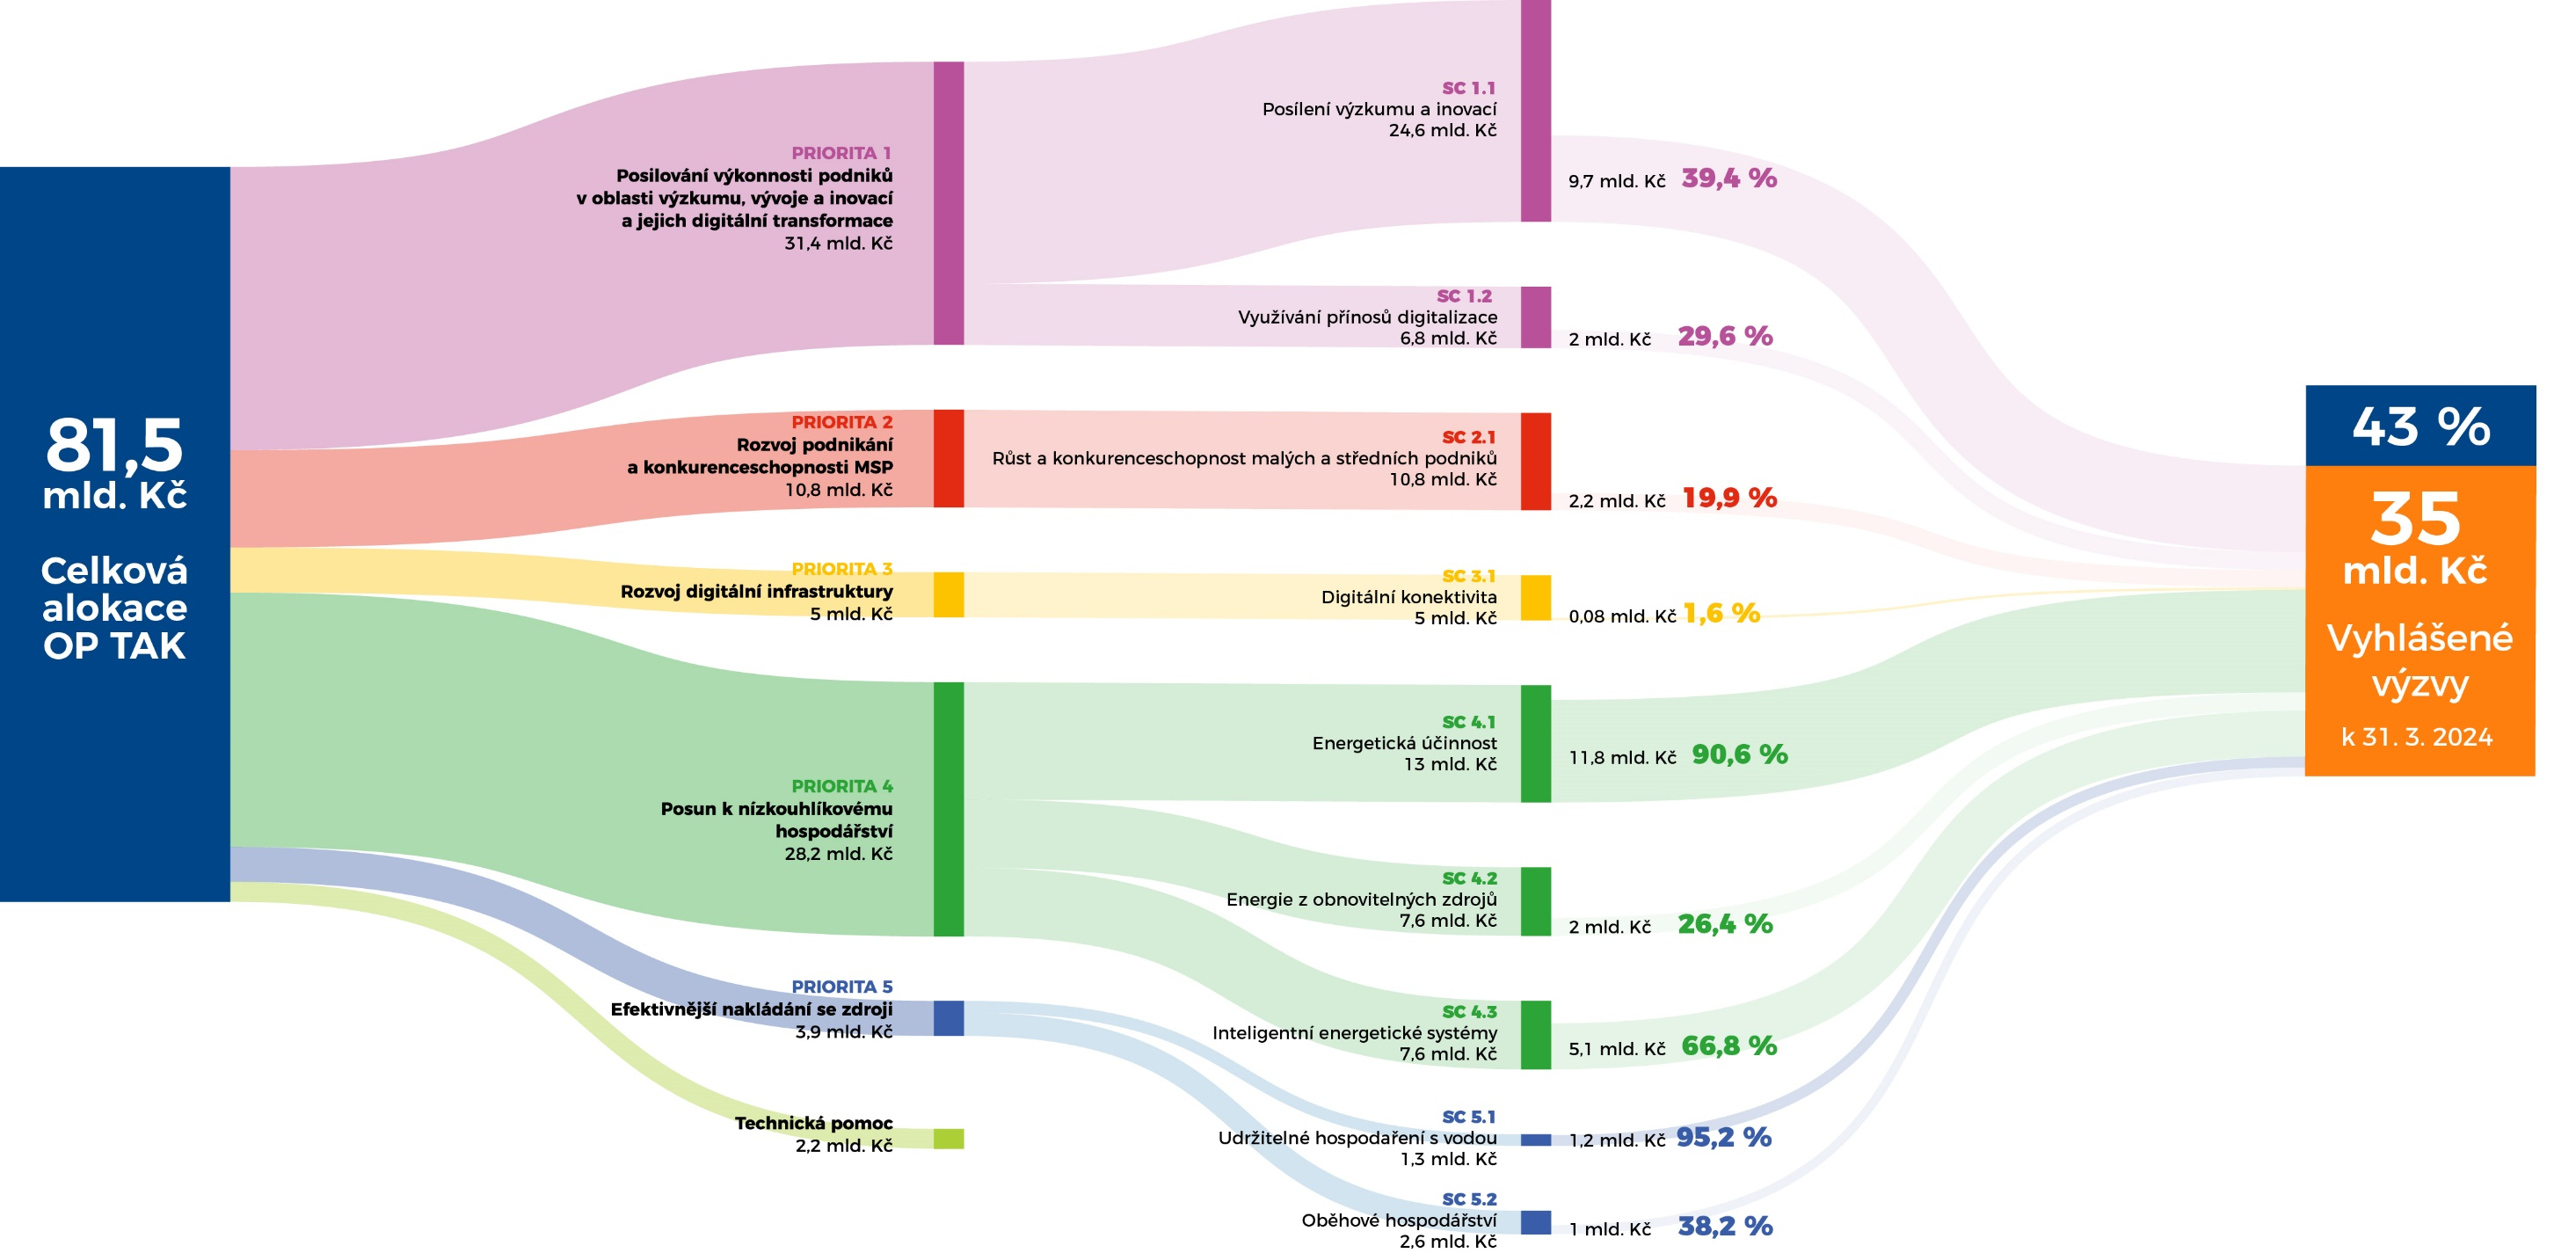 81,5
mld. Kč
Celková
alokace
OP TAK
PRIORITA 1
Posilování výkonnosti podniků
v oblasti výzkumu, vývoje a inovací
a jejich digitální transformace
31,4 mld. Kč
PRIORITA 2
Rozvoj podnikání
a konkurenceschopnosti MSP
10,8 mld. Kč
PRIORITA 3
Rozvoj digitální infrastruktury
5 mld. Kč
PRIORITA 4
Posun k nízkouhlíkovému
hospodářství
28,2 mld. Kč
PRIORITA 5
Efektivnější nakládání se zdroji
3,9 mld. Kč
Technická pomoc
2,2 mld. Kč
SC 1.1
Posílení výzkumu a inovací
24,6 mld. Kč
SC 1.2
Využívání přínosů digitalizace
6,8 mld. Kč
SC 2.1
Růst a konkurenceschopnost malých a středních podniků
10,8 mld. Kč
SC 3.1
Digitální konektivita
5 mld. Kč
SC 4.1
Energetická účinnost
13 mld. Kč
SC 4.2
Energie z obnovitelných zdrojů
7,6 mld. Kč
SC 4.3
Inteligentní energetické systémy
7,6 mld. Kč
SC 5.1
Udržitelné hospodaření s vodou
1,3 mld. Kč
SC 5.2
Oběhové hospodářství
2,6 mld. Kč
9,7 mld. Kč 39,4 %
2 mld. Kč 29,6 %
2,2 mld. Kč 19,9 %
0,08 mld. Kč 1,6 %
11,8 mld. Kč 90,6 %
2 mld. Kč 26,4 %
5,1 mld. Kč 66,8 %
1,2 mld. Kč 95,2 %
1 mld. Kč 38,2 %
43 %
35
mld. Kč
Vyhlášené
výzvy
k 31. 3. 2024